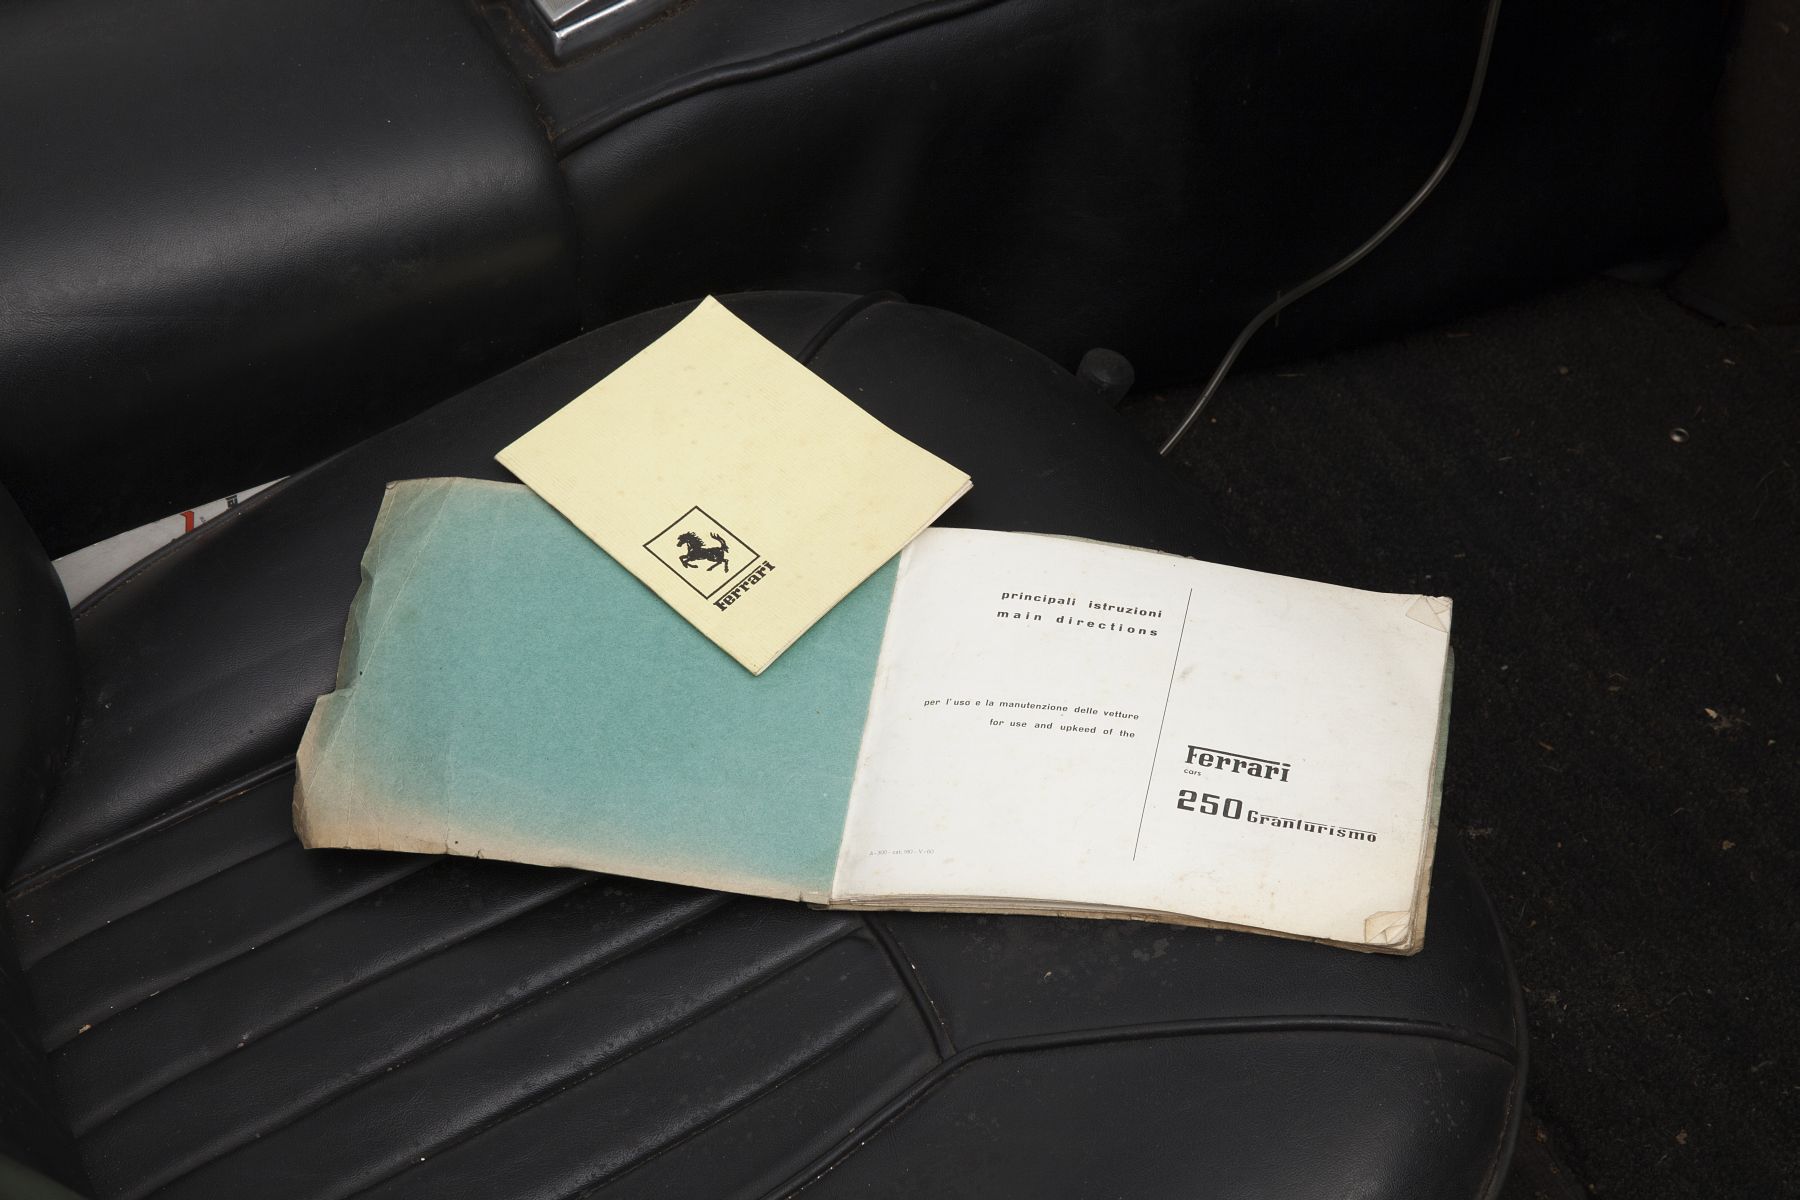 Ferrari
principali istruzioni
main directions
per l'uso e la manutenzione delle vetture
for use and upkeed of the
Ferrari
cars
250 Granturismo